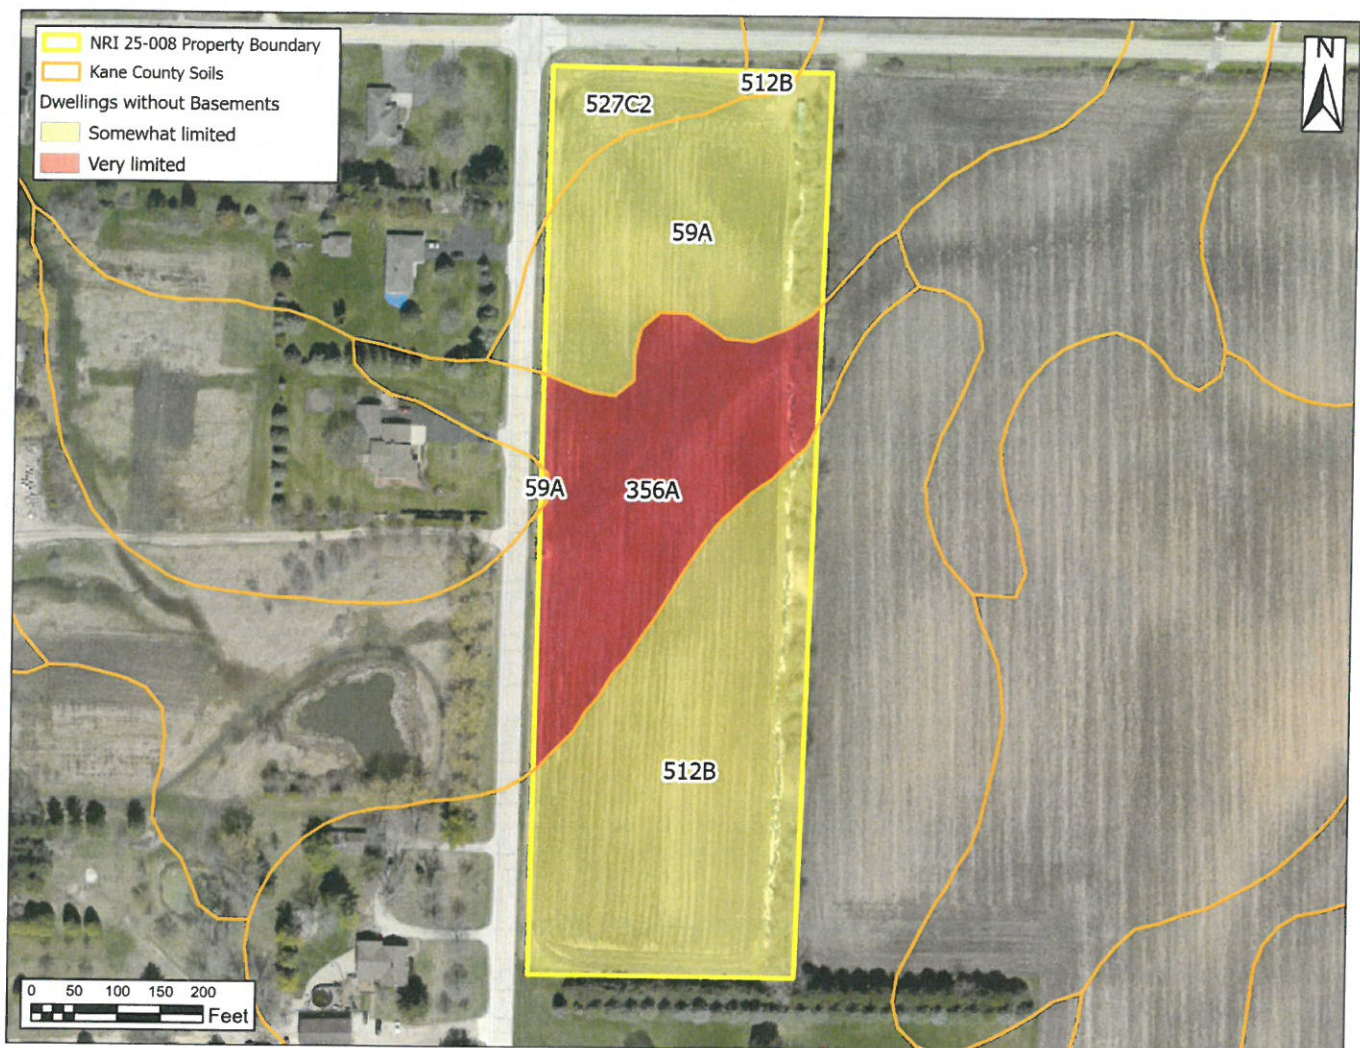 NRI 25-008 Property Boundary
Kane County Soils
Dwellings without Basements
Somewhat limited
Very limited
N
512B
527C2
59A
59A
356A
512B
0 50 100 150 200
Feet